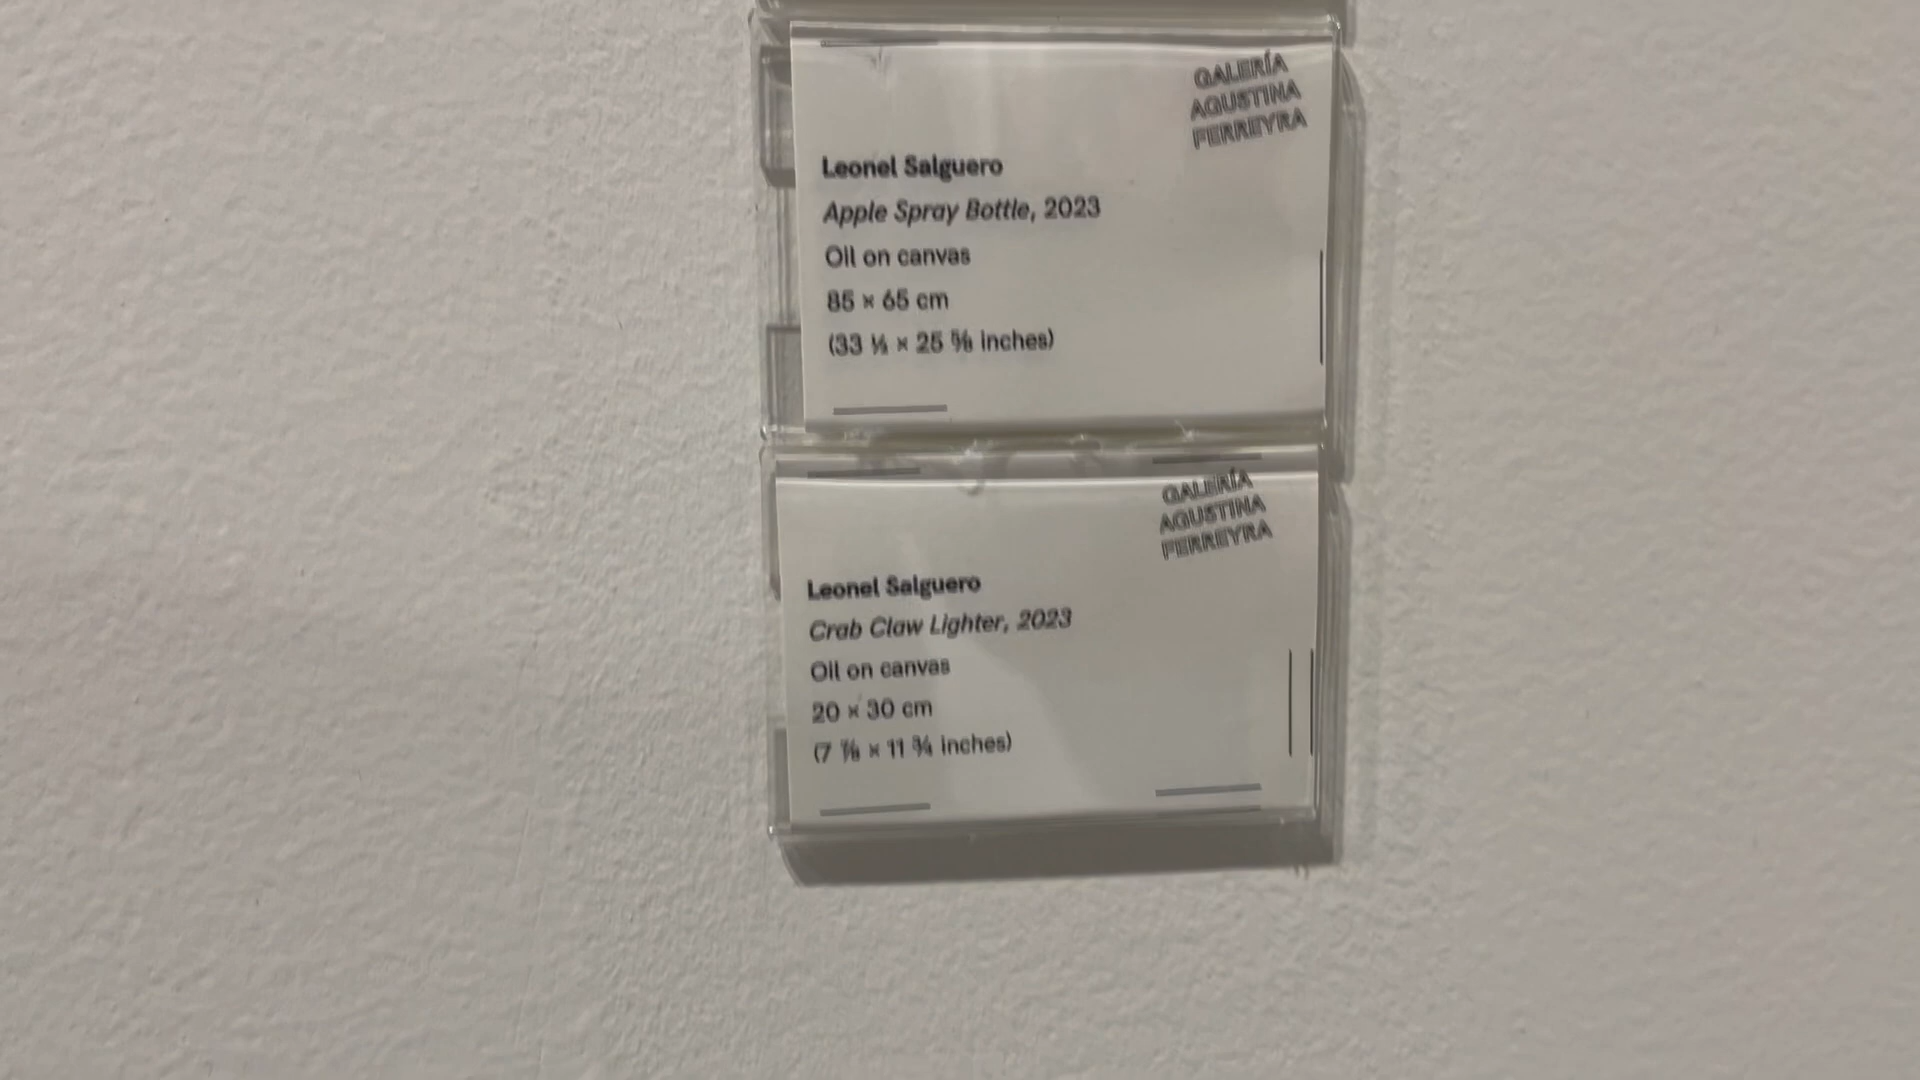 GALERÍA
AGUSTINA
FERREYRA
Leonel Salguero
Apple Spray Bottle, 2023
Oil on canvas
85 × 65 cm
(33 ½ × 25 ⅝ inches)
GALERÍA
AGUSTINA
FERREYRA
Leonel Salguero
Crab Claw Lighter, 2023
Oil on canvas
20 × 30 cm
(7 ⅞ × 11 ¾ inches)